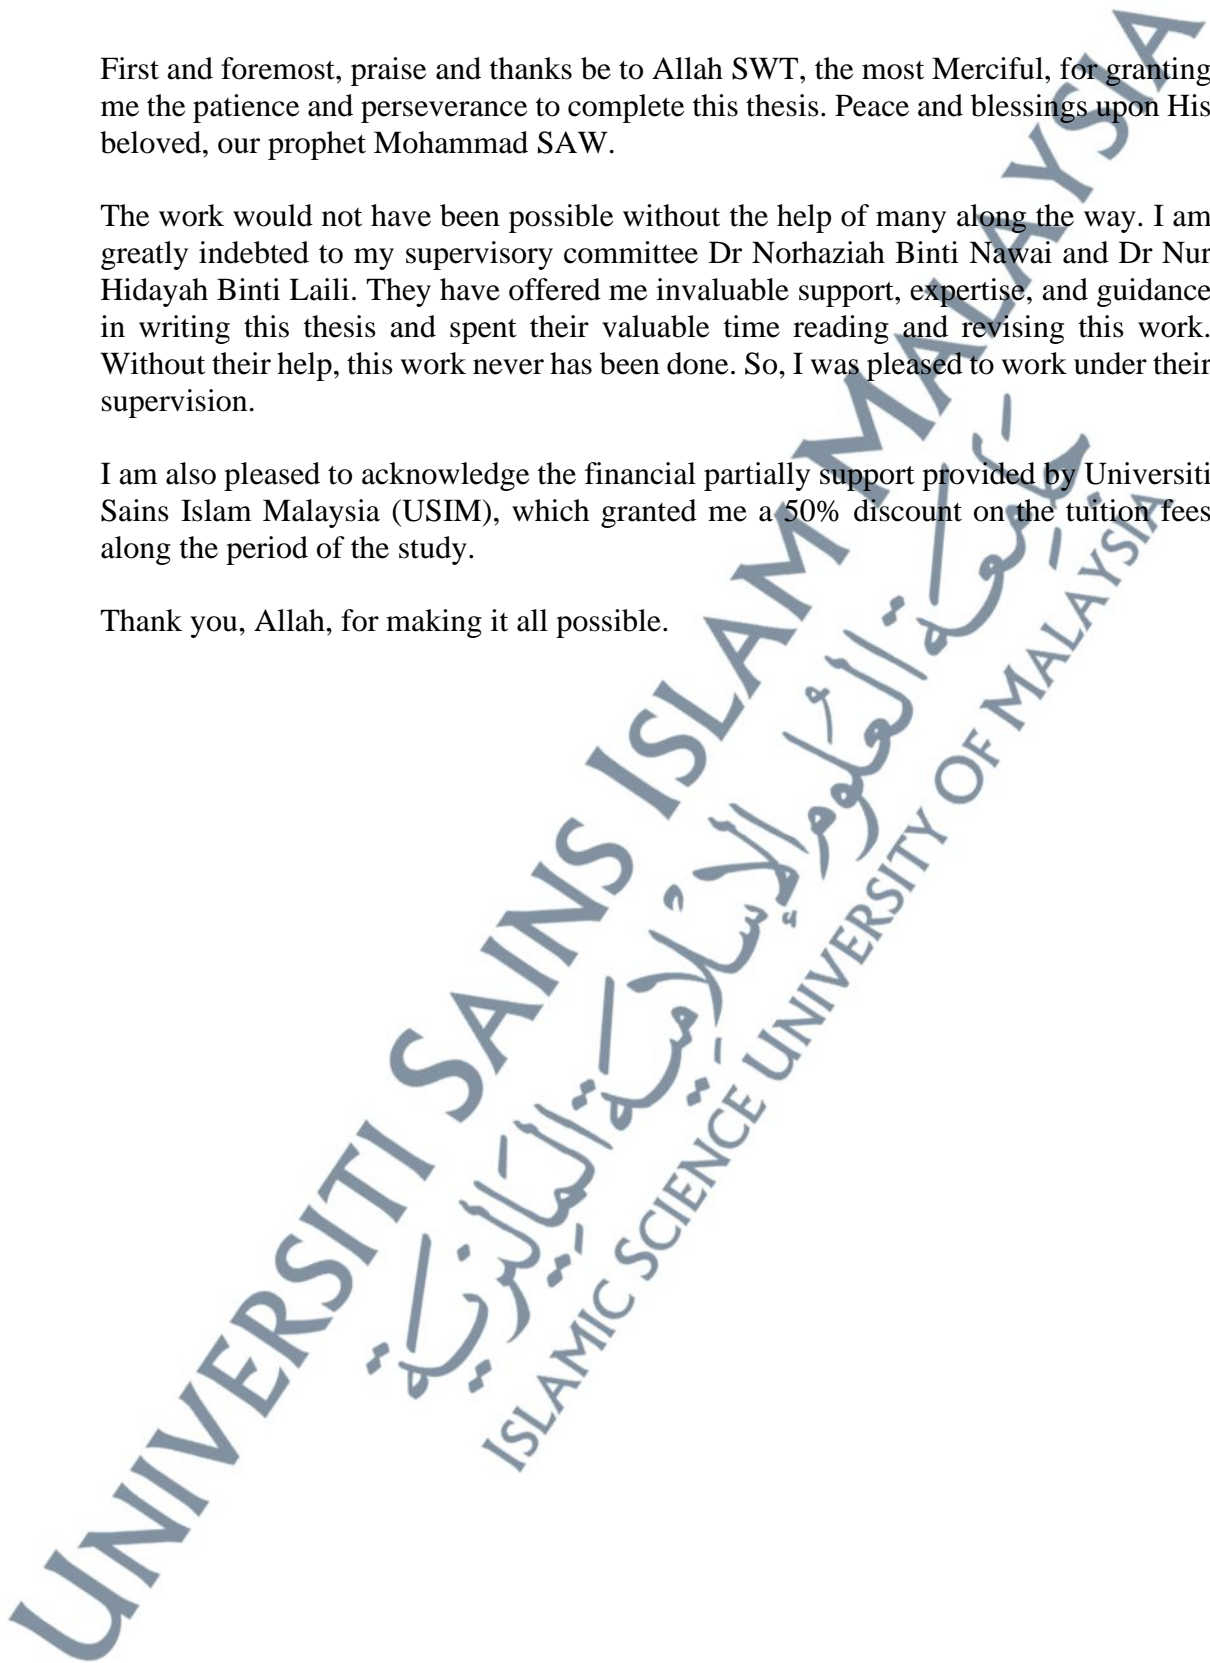 First and foremost, praise and thanks be to Allah SWT, the most Merciful, for granting
me the patience and perseverance to complete this thesis. Peace and blessings upon His
beloved, our prophet Mohammad SAW.
The work would not have been possible without the help of many along the way. I am
greatly indebted to my supervisory committee Dr Norhaziah Binti Nawai and Dr Nur
Hidayah Binti Laili. They have offered me invaluable support, expertise, and guidance
in writing this thesis and spent their valuable time reading and revising this work.
Without their help, this work never has been done. So, I was pleased to work under their
supervision.
I am also pleased to acknowledge the financial partially support provided by Universiti
Sains Islam Malaysia (USIM), which granted me a 50% discount on the tuition fees
along the period of the study.
Thank you, Allah, for making it all possible.
UNIVERSITI SAINS ISLAM MALAYSIA
جَامِعَة العُلُوم الإِسْلَامِيَة المَالِيزِيَة
ISLAMIC SCIENCE UNIVERSITY OF MALAYSIA